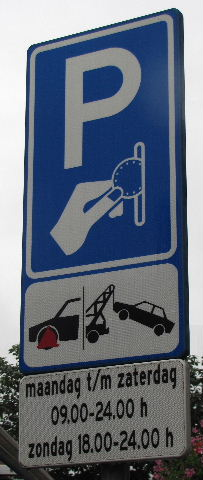 P
maandag t/m zaterdag
09.00-24.00 h
zondag 18.00-24.00 h